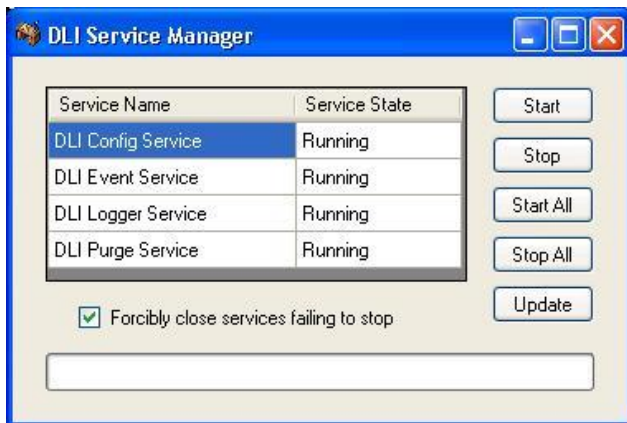 DLI Service Manager
Service Name Service State
DLI Config Service Running
DLI Event Service Running
DLI Logger Service Running
DLI Purge Service Running
Start
Stop
Start All
Stop All
Update
Forcibly close services failing to stop